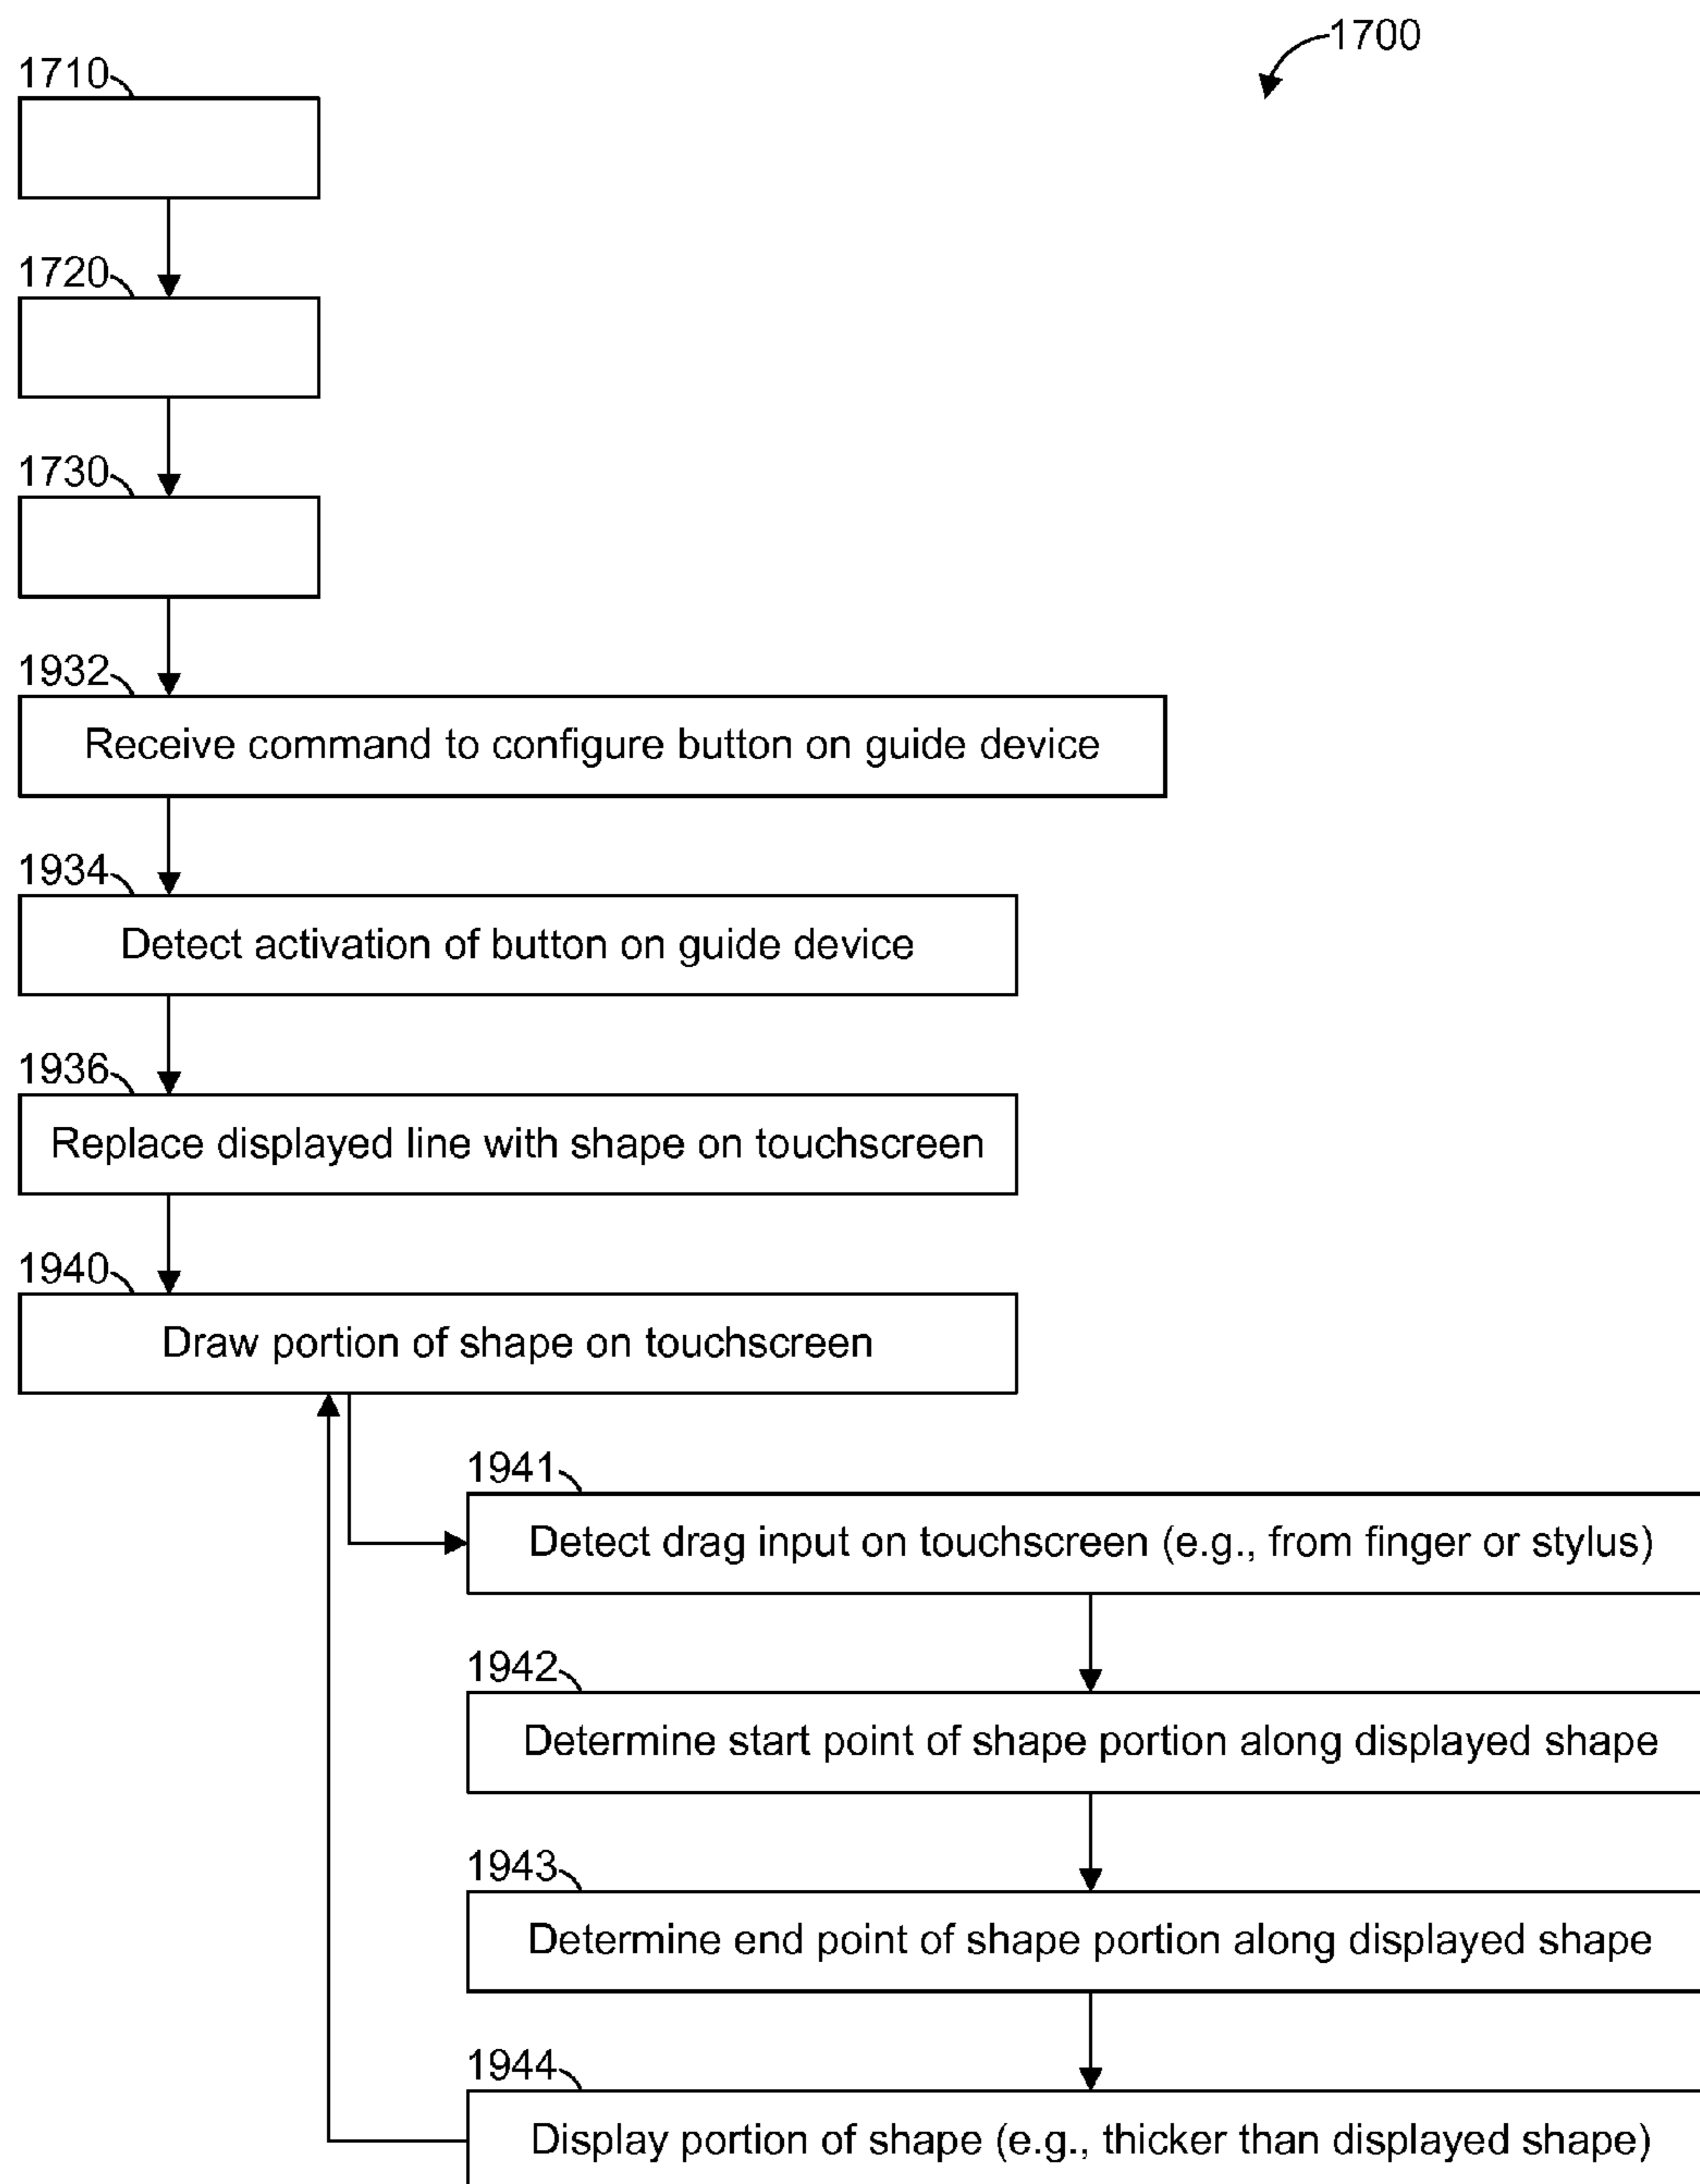 1700
1710
1720
1730
1932
Receive command to configure button on guide device
1934
Detect activation of button on guide device
1936
Replace displayed line with shape on touchscreen
1940
Draw portion of shape on touchscreen
1941
Detect drag input on touchscreen (e.g., from finger or stylus)
1942
Determine start point of shape portion along displayed shape
1943
Determine end point of shape portion along displayed shape
1944
Display portion of shape (e.g., thicker than displayed shape)